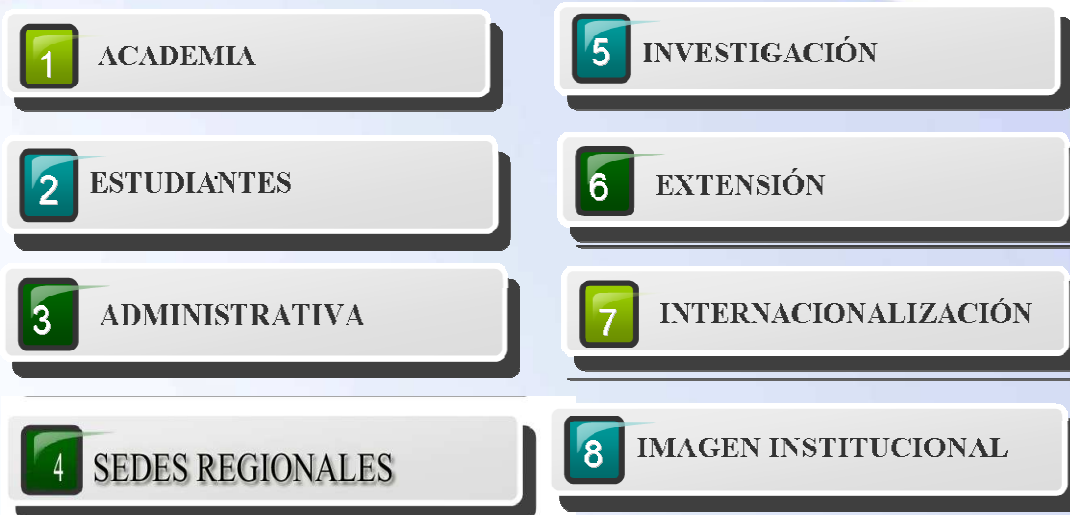 1 ACADEMIA
2 ESTUDIANTES
3 ADMINISTRATIVA
4 SEDES REGIONALES
5 INVESTIGACIÓN
6 EXTENSIÓN
7 INTERNACIONALIZACIÓN
8 IMAGEN INSTITUCIONAL